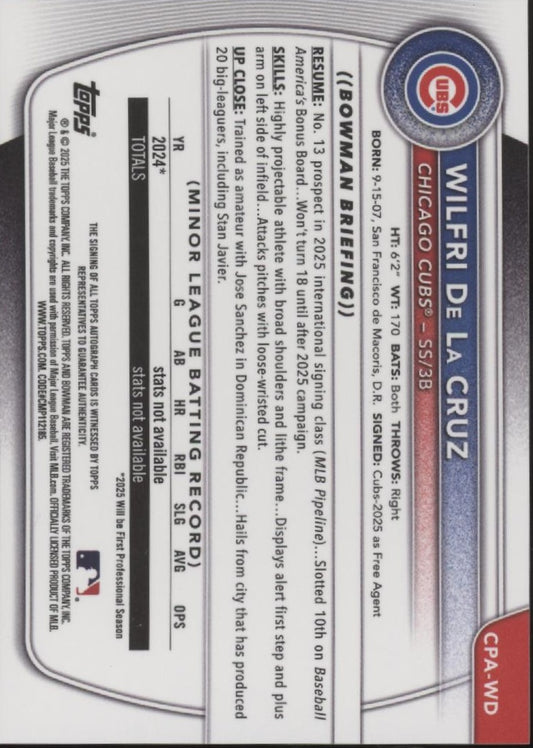 CPA-WD
CUBS
WILFRI DE LA CRUZ
CHICAGO CUBS® – SS/3B
HT: 6'2" WT: 170 BATS: Both THROWS: Right
BORN: 9-15-07, San Francisco de Macoris, D.R. SIGNED: Cubs-2025 as Free Agent
((BOWMAN BRIEFING))
RESUME: No. 13 prospect in 2025 international signing class (MLB Pipeline)...Slotted 10th on Baseball
America's Bonus Board...Won't turn 18 until after 2025 campaign.
SKILLS: Highly projectable athlete with broad shoulders and lithe frame...Displays alert first step and plus
arm on left side of infield...Attacks pitches with loose-wristed cut.
UP CLOSE: Trained as amateur with Jose Sanchez in Dominican Republic...Hails from city that has produced
20 big-leaguers, including Stan Javier.
(MINOR LEAGUE BATTING RECORD)
YR G AB HR RBI SLG AVG OPS
2024* stats not available
TOTALS stats not available
*2025 Will be First Professional Season
topps®
THE SIGNING OF ALL TOPPS AUTOGRAPH CARDS IS WITNESSED BY TOPPS
REPRESENTATIVES TO GUARANTEE AUTHENTICITY.
® & © 2025 THE TOPPS COMPANY, INC. ALL RIGHTS RESERVED. TOPPS AND BOWMAN ARE REGISTERED TRADEMARKS OF THE TOPPS COMPANY, INC.
Major League Baseball trademarks and copyrights are used with permission of Major League Baseball. Visit MLB.com. OFFICIALLY LICENSED PRODUCT OF MLB.
WWW.TOPPS.COM. CODE#CMP112185.